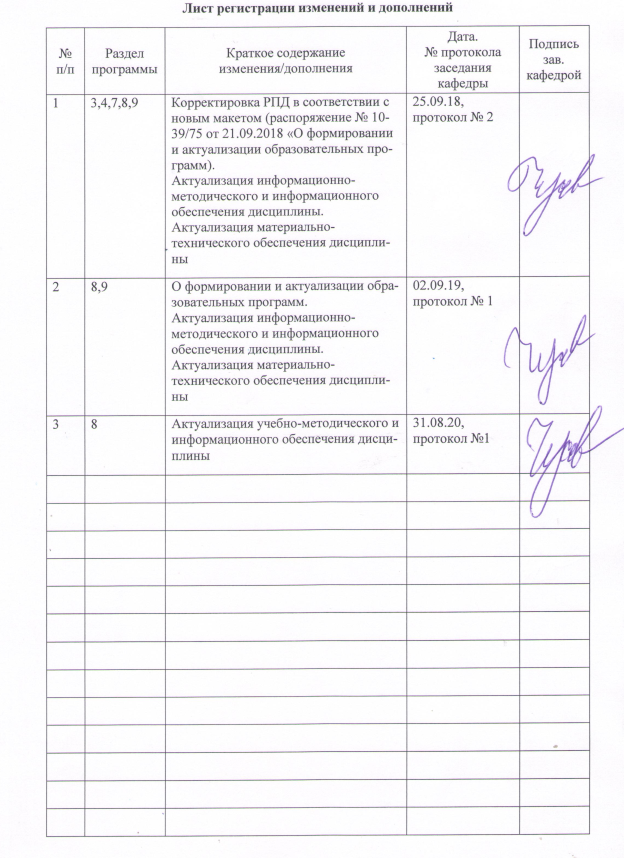 Лист регистрации изменений и дополнений
№
п/п
Раздел
программы
Краткое содержание
изменения/дополнения
Дата.
№ протокола
заседания
кафедры
Подпись
зав.
кафедрой
1
3,4,7,8,9
Корректировка РПД в соответствии с
новым макетом (распоряжение № 10-
39/75 от 21.09.2018 «О формировании
и актуализации образовательных про-
грамм).
Актуализация информационно-
методического и информационного
обеспечения дисциплины.
Актуализация материально-
технического обеспечения дисципли-
ны
25.09.18,
протокол № 2
2
8,9
О формировании и актуализации обра-
зовательных программ.
Актуализация информационно-
методического и информационного
обеспечения дисциплины.
Актуализация материально-
технического обеспечения дисципли-
ны
02.09.19,
протокол № 1
3
8
Актуализация учебно-методического и
информационного обеспечения дисци-
плины
31.08.20,
протокол №1